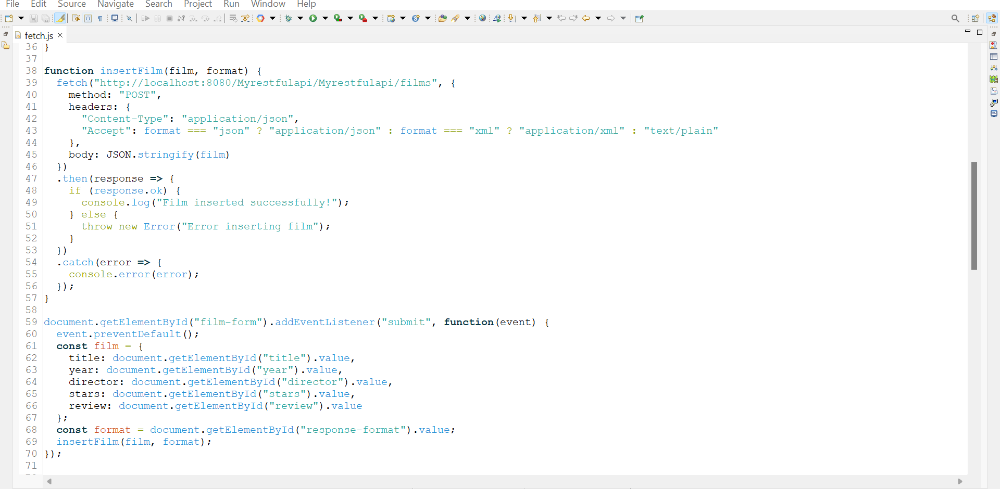 File Edit Source Navigate Search Project Run Window Help
fetch.js
36 }
37
38 function insertFilm(film, format) {
39   fetch("http://localhost:8080/Myrestfulapi/Myrestfulapi/films", {
40     method: "POST",
41     headers: {
42       "Content-Type": "application/json",
43       "Accept": format === "json" ? "application/json" : format === "xml" ? "application/xml" : "text/plain"
44     },
45     body: JSON.stringify(film)
46   })
47   .then(response => {
48     if (response.ok) {
49       console.log("Film inserted successfully!");
50     } else {
51       throw new Error("Error inserting film");
52     }
53   })
54   .catch(error => {
55     console.error(error);
56   });
57 }
58
59 document.getElementById("film-form").addEventListener("submit", function(event) {
60   event.preventDefault();
61   const film = {
62     title: document.getElementById("title").value,
63     year: document.getElementById("year").value,
64     director: document.getElementById("director").value,
65     stars: document.getElementById("stars").value,
66     review: document.getElementById("review").value
67   };
68   const format = document.getElementById("response-format").value;
69   insertFilm(film, format);
70 });
71